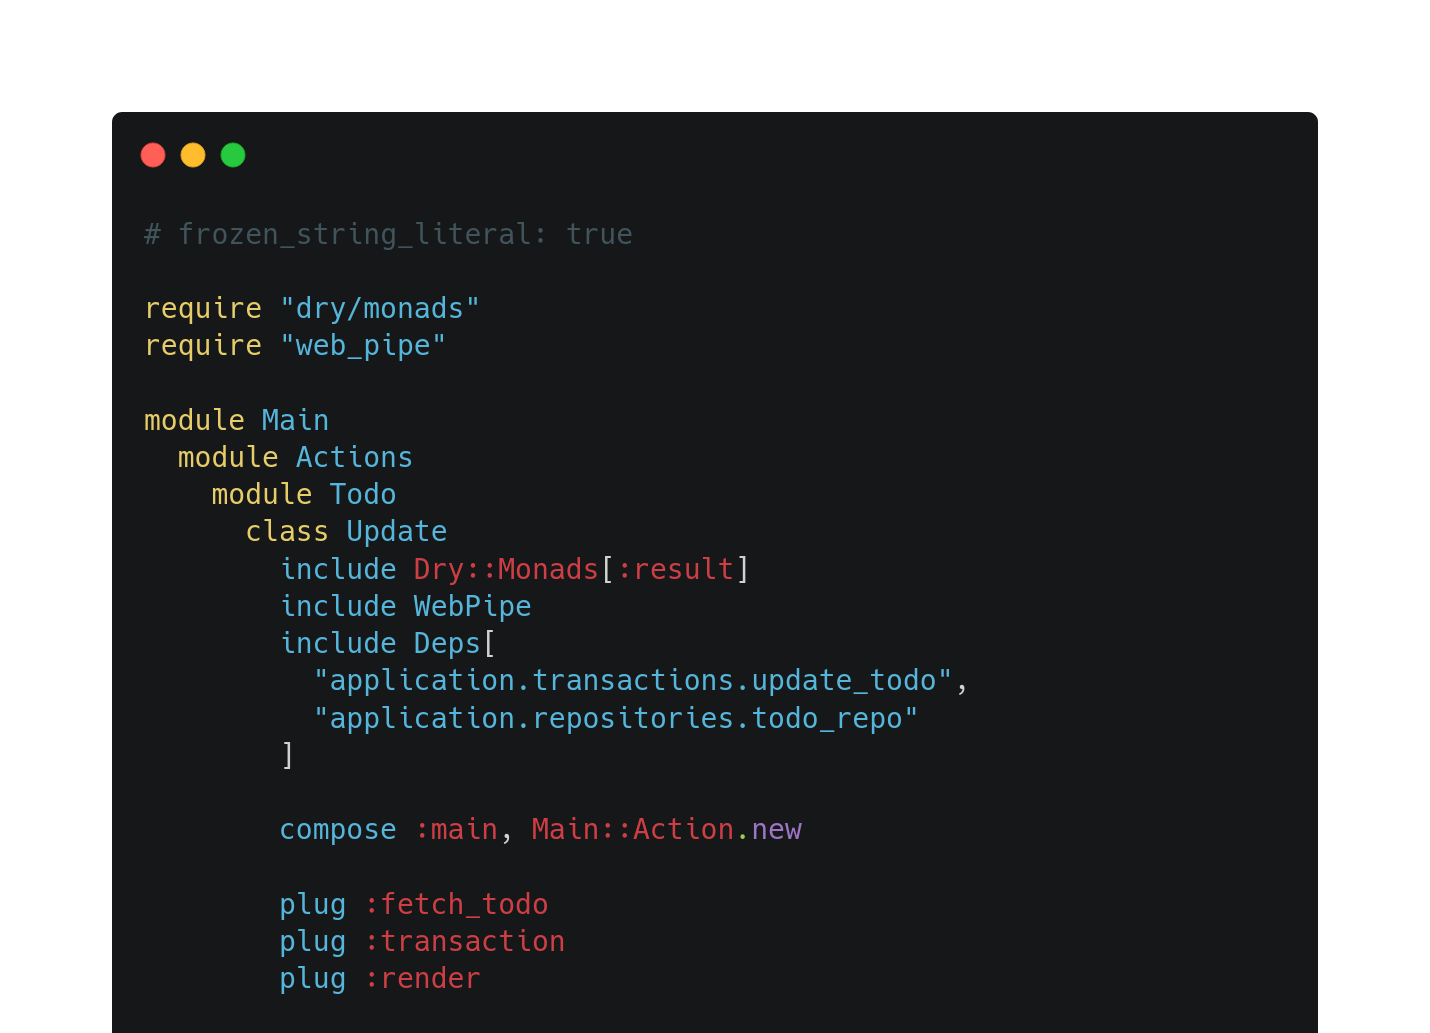 # frozen_string_literal: true

require "dry/monads"
require "web_pipe"

module Main
  module Actions
    module Todo
      class Update
        include Dry::Monads[:result]
        include WebPipe
        include Deps[
          "application.transactions.update_todo",
          "application.repositories.todo_repo"
        ]

        compose :main, Main::Action.new

        plug :fetch_todo
        plug :transaction
        plug :render